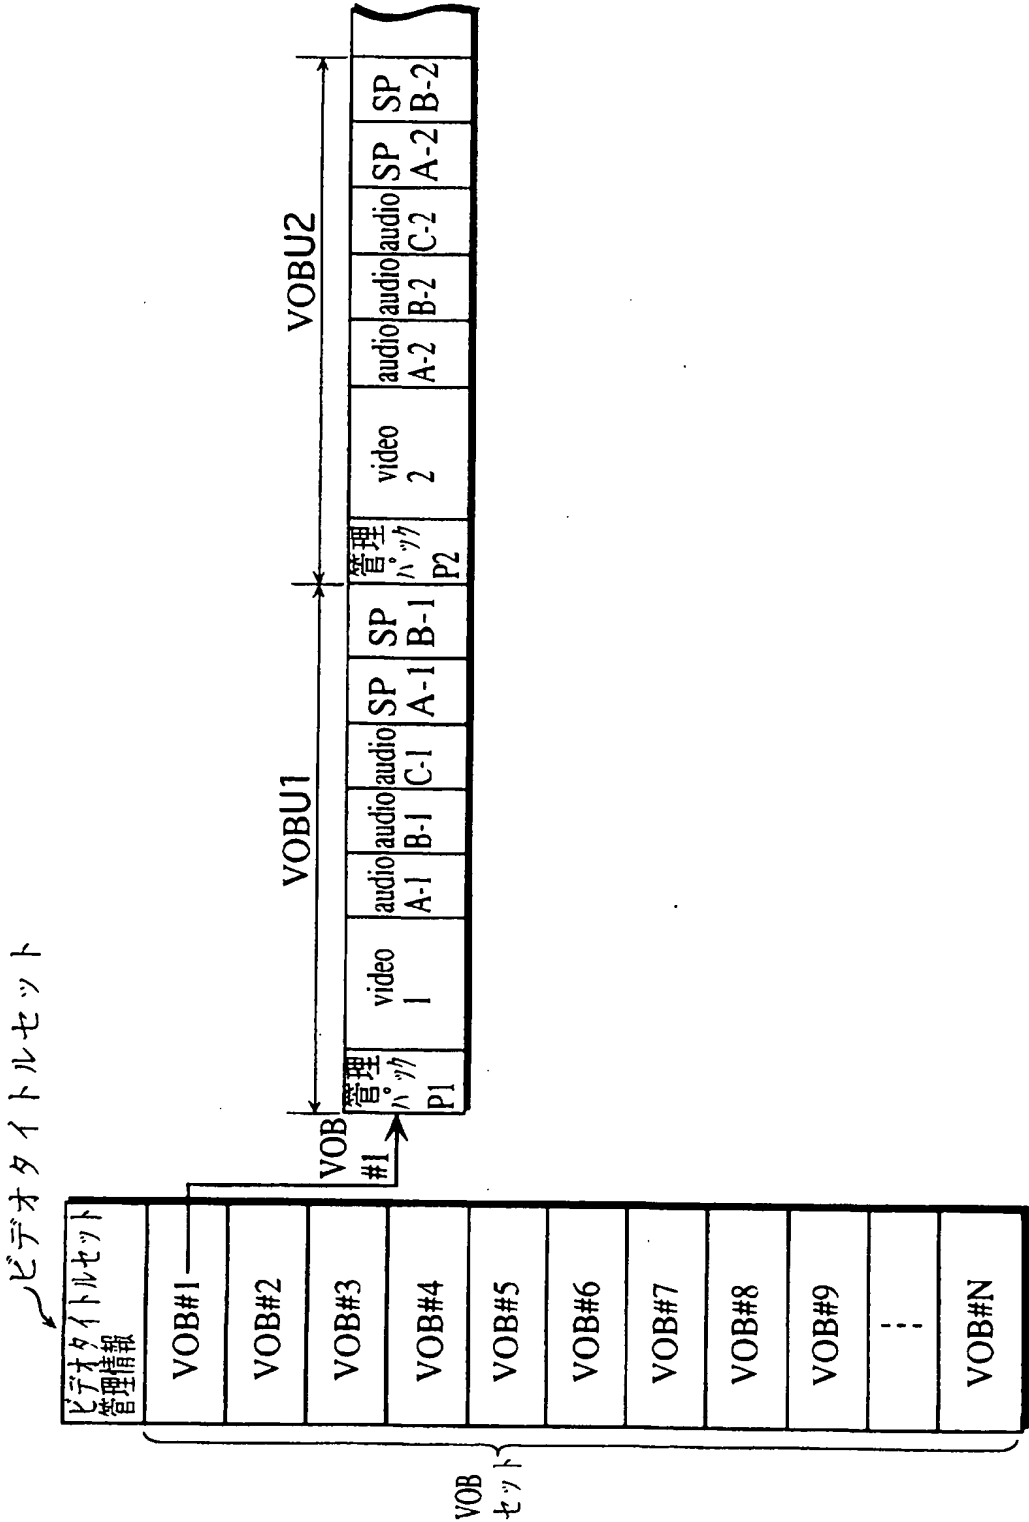 ビデオタイトルセット
ビデオタイトルセット
管理情報
VOB#1
VOB#2
VOB#3
VOB#4
VOB#5
VOB#6
VOB#7
VOB#8
VOB#9
VOB#N
VOB
セット
VOB
#1
VOBU1
管理
パック
P1
video
1
audio
A-1
audio
B-1
audio
C-1
SP
A-1
SP
B-1
VOBU2
管理
パック
P2
video
2
audio
A-2
audio
B-2
audio
C-2
SP
A-2
SP
B-2